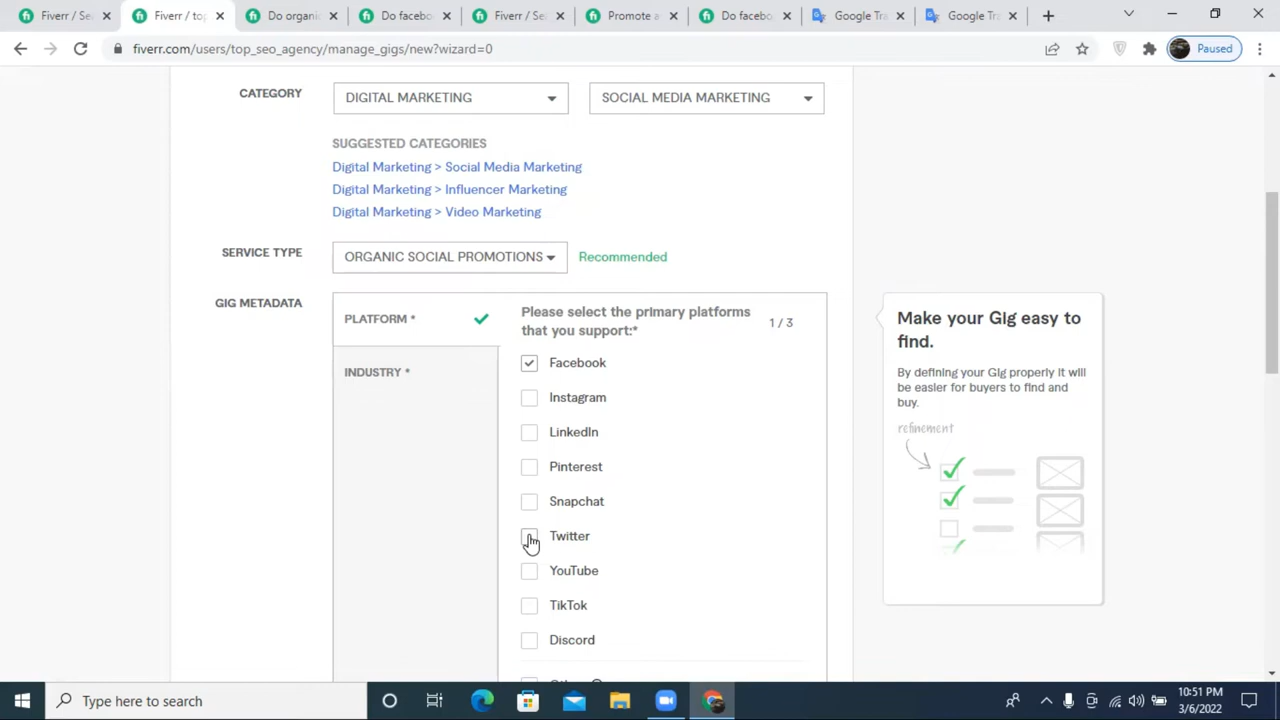 Fiverr / Se
Fiverr / top
Do organi
Do facebo
Fiverr / Se
Promote a
Do facebo
Google Tra
Google Tra
fiverr.com/users/top_seo_agency/manage_gigs/new?wizard=0
Paused
CATEGORY
DIGITAL MARKETING
SOCIAL MEDIA MARKETING
SUGGESTED CATEGORIES
Digital Marketing > Social Media Marketing
Digital Marketing > Influencer Marketing
Digital Marketing > Video Marketing
SERVICE TYPE
ORGANIC SOCIAL PROMOTIONS
Recommended
GIG METADATA
PLATFORM *
INDUSTRY *
Please select the primary platforms
that you support:*
1 / 3
Facebook
Instagram
LinkedIn
Pinterest
Snapchat
Twitter
YouTube
TikTok
Discord
Make your Gig easy to
find.
By defining your Gig properly it will
be easier for buyers to find and
buy.
refinement
Type here to search
10:51 PM
3/6/2022